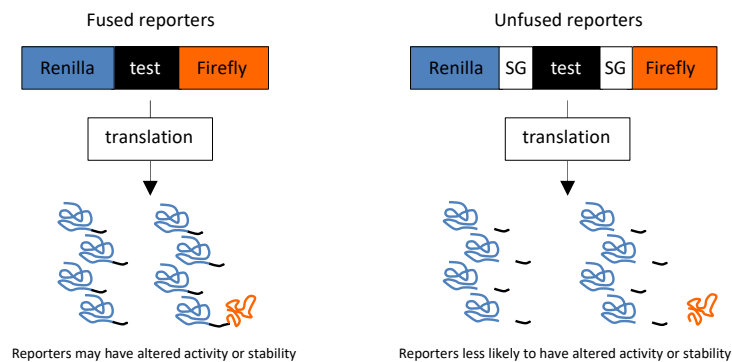 Fused reporters
Renilla test Firefly
translation
Reporters may have altered activity or stability
Unfused reporters
Renilla SG test SG Firefly
translation
Reporters less likely to have altered activity or stability